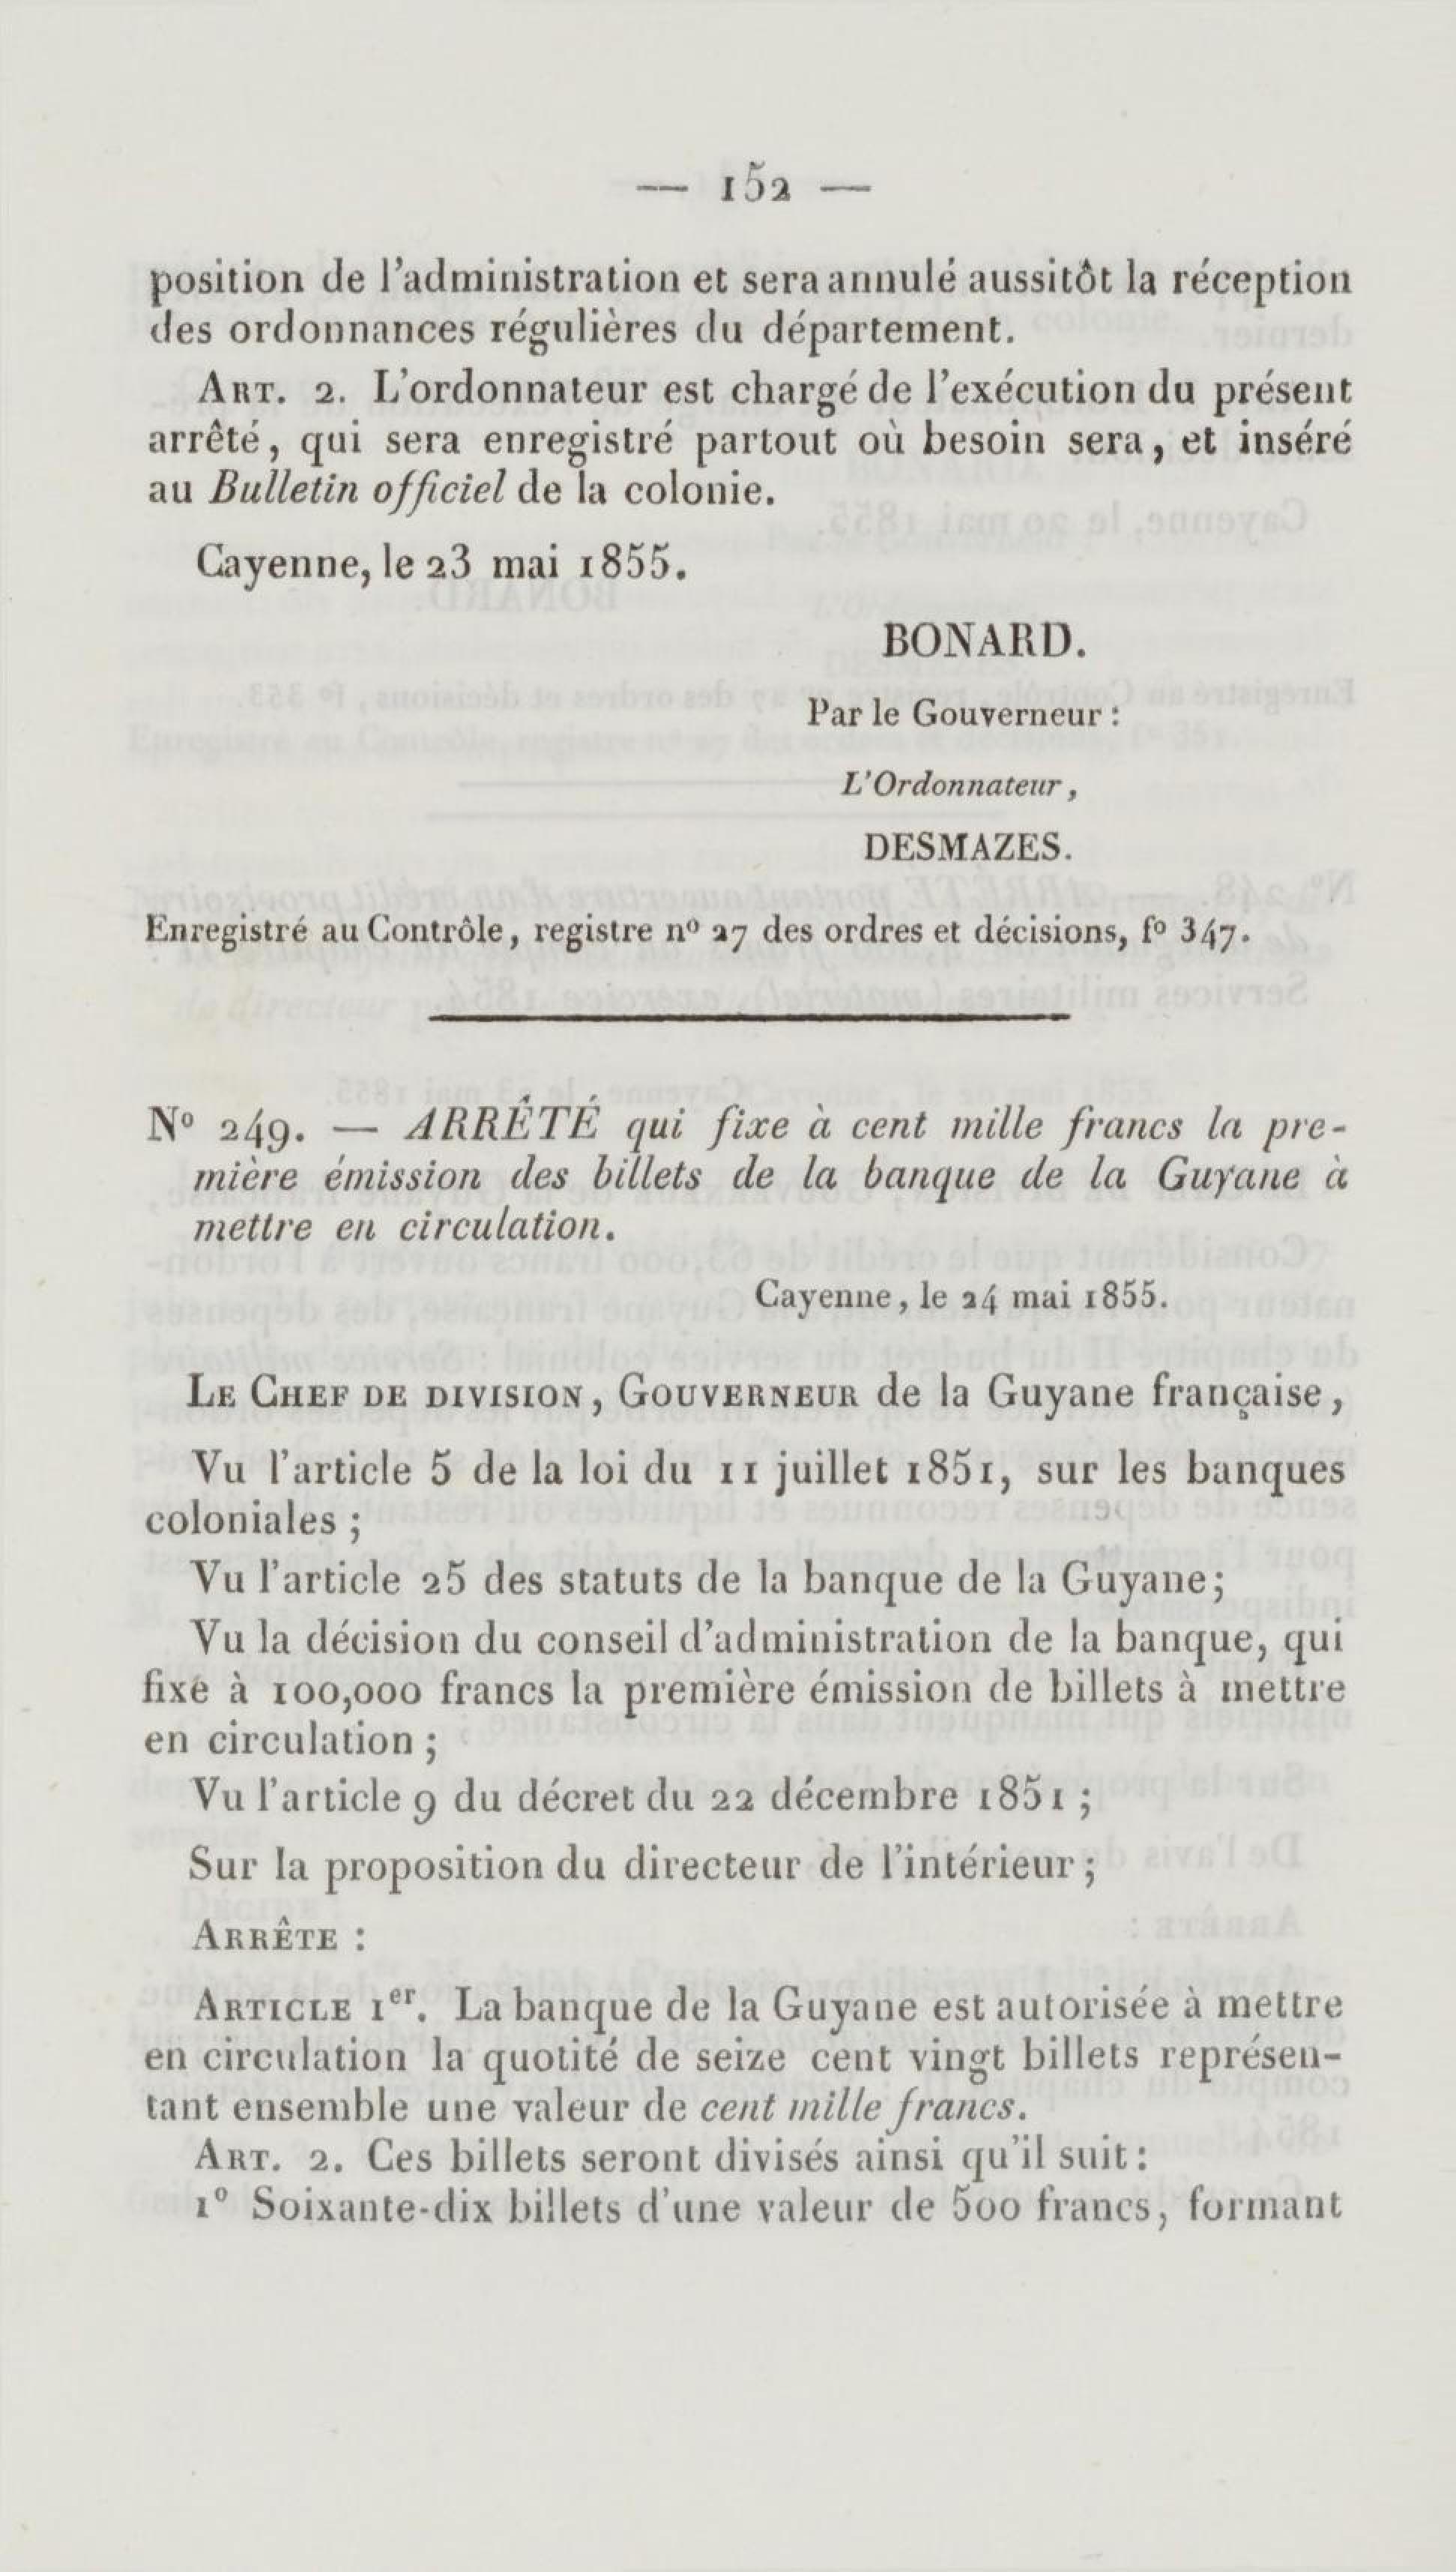 — 152 —
position de l'administration et sera annulé aussitôt la réception
des ordonnances régulières du département.
ART. 2. L'ordonnateur est chargé de l'exécution du présent
arrêté, qui sera enregistré partout où besoin sera, et inséré
au Bulletin officiel de la colonie.
Cayenne, le 23 mai 1855.
BONARD.
Par le Gouverneur :
L'Ordonnateur,
DESMAZES.
Enregistré au Contrôle, registre nº 27 des ordres et décisions, fº 347.
Nº 249. — ARRÊTÉ qui fixe à cent mille francs la pre-
mière émission des billets de la banque de la Guyane à
mettre en circulation.
Cayenne, le 24 mai 1855.
LE CHEF DE DIVISION, GOUVERNEUR de la Guyane française,
Vu l'article 5 de la loi du 11 juillet 1851, sur les banques
coloniales ;
Vu l'article 25 des statuts de la banque de la Guyane;
Vu la décision du conseil d'administration de la banque, qui
fixe à 100,000 francs la première émission de billets à mettre
en circulation ;
Vu l'article 9 du décret du 22 décembre 1851 ;
Sur la proposition du directeur de l'intérieur ;
ARRÊTE :
ARTICLE 1er. La banque de la Guyane est autorisée à mettre
en circulation la quotité de seize cent vingt billets représen-
tant ensemble une valeur de cent mille francs.
ART. 2. Ces billets seront divisés ainsi qu'il suit :
1º Soixante-dix billets d'une valeur de 500 francs, formant